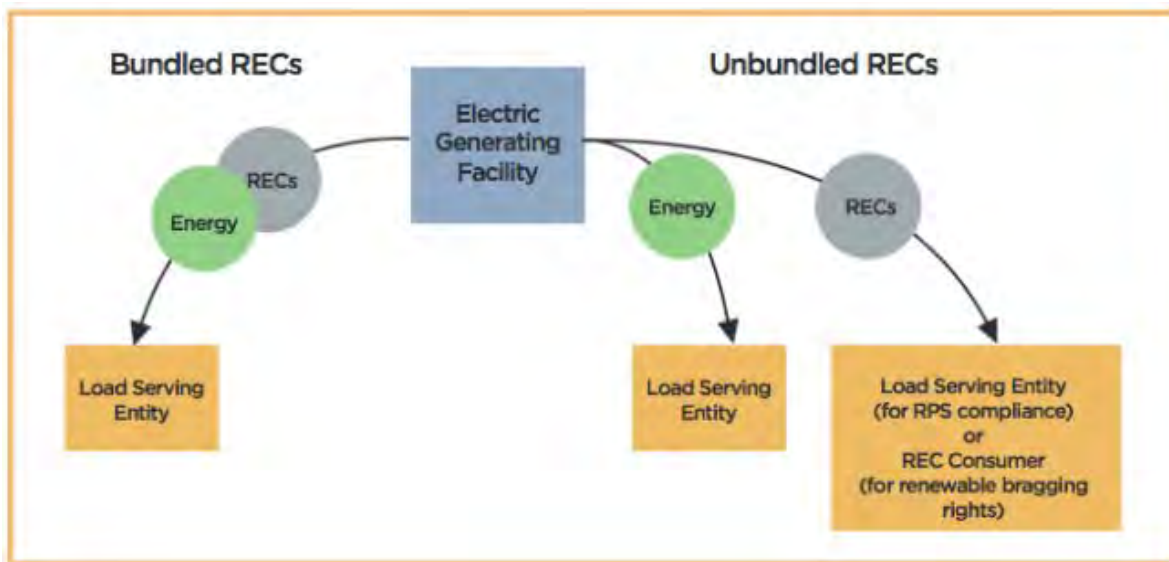 Bundled RECs
Unbundled RECs
Electric
Generating
Facility
RECs
Energy
Energy
RECs
Load Serving
Entity
Load Serving
Entity
Load Serving Entity
(for RPS compliance)
or
REC Consumer
(for renewable bragging
rights)